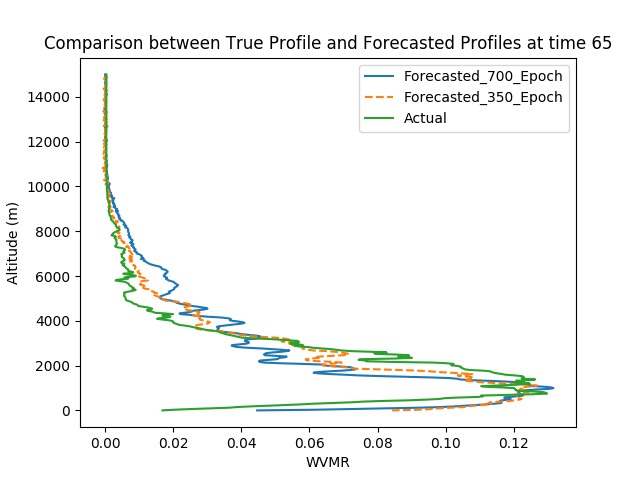 Comparison between True Profile and Forecasted Profiles at time 65
Forecasted_700_Epoch
Forecasted_350_Epoch
Actual
Altitude (m)
14000
12000
10000
8000
6000
4000
2000
0
0.00 0.02 0.04 0.06 0.08 0.10 0.12
WVMR